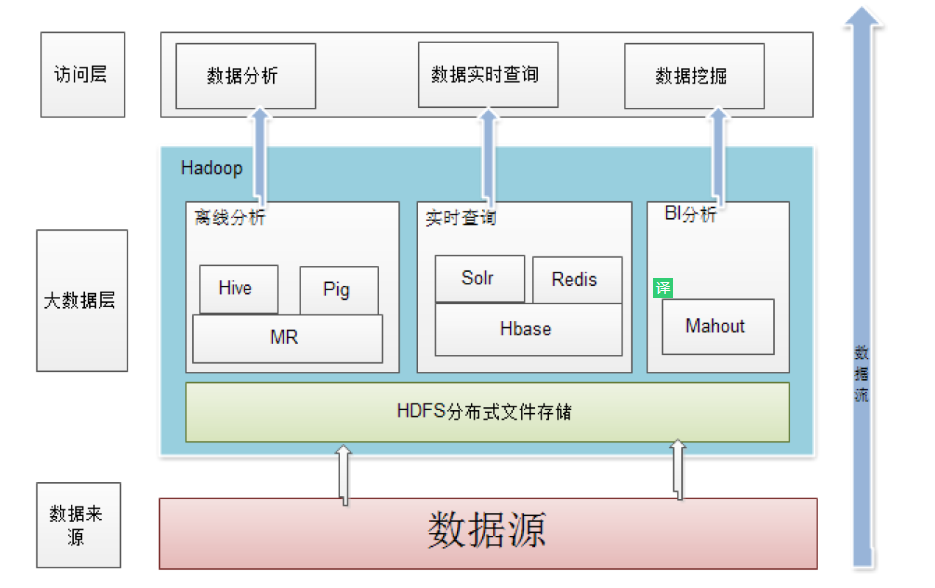 访问层
数据分析
数据实时查询
数据挖掘
Hadoop
大数据层
离线分析
Hive
Pig
MR
实时查询
Solr
Redis
Hbase
BI分析
译
Mahout
HDFS分布式文件存储
数据来
源
数据源
数
据
流